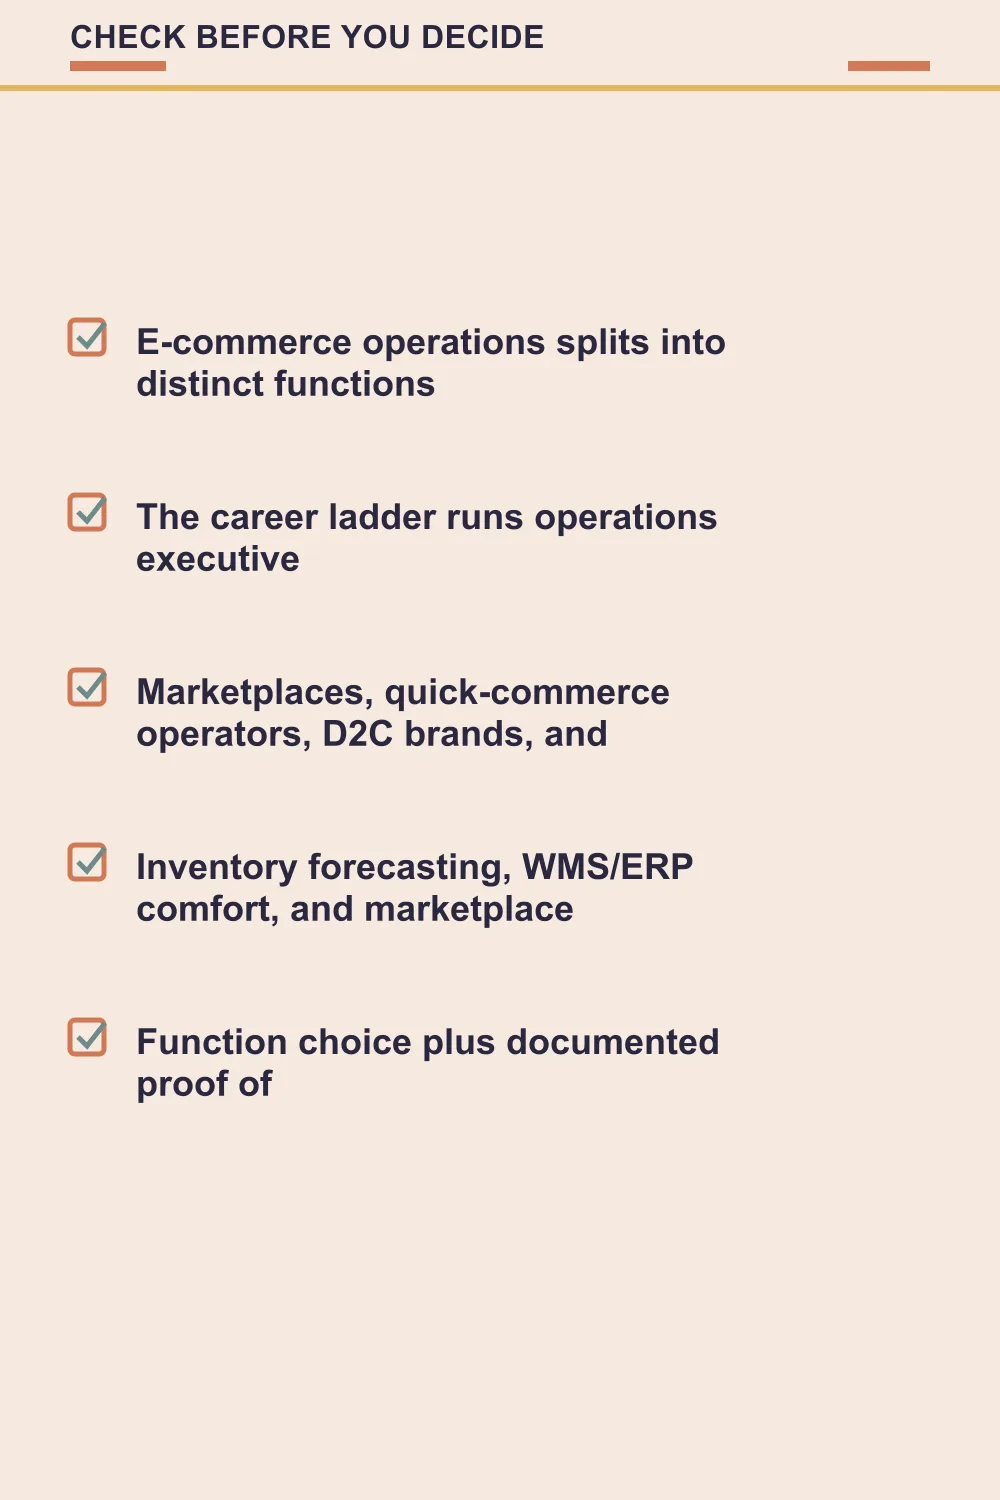 CHECK BEFORE YOU DECIDE
E-commerce operations splits into
distinct functions
The career ladder runs operations
executive
Marketplaces, quick-commerce
operators, D2C brands, and
Inventory forecasting, WMS/ERP
comfort, and marketplace
Function choice plus documented
proof of